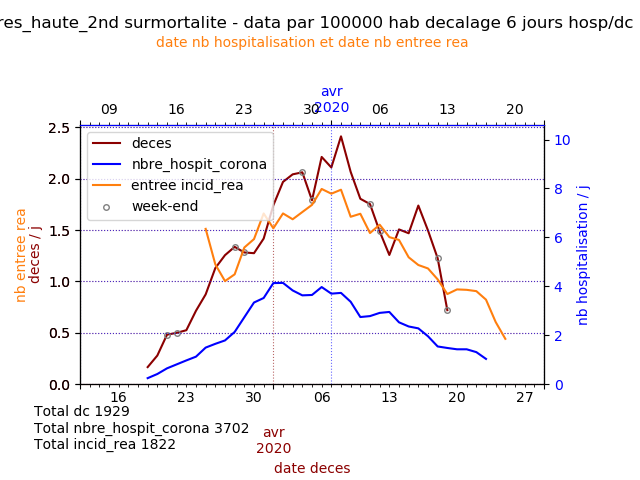 res_haute_2nd surmortalite - data par 100000 hab decalage 6 jours hosp/dc
date nb hospitalisation et date nb entree rea
avr
2020
09 16 23 30 06 13 20
deces
nbre_hospit_corona
entree incid_rea
week-end
2.5
2.0
1.5
1.0
0.5
0.0
10
8
6
4
2
0
nb entree rea
deces / j
nb hospitalisation / j
16 23 30 06 13 20 27
Total dc 1929
Total nbre_hospit_corona 3702
Total incid_rea 1822
avr
2020
date deces